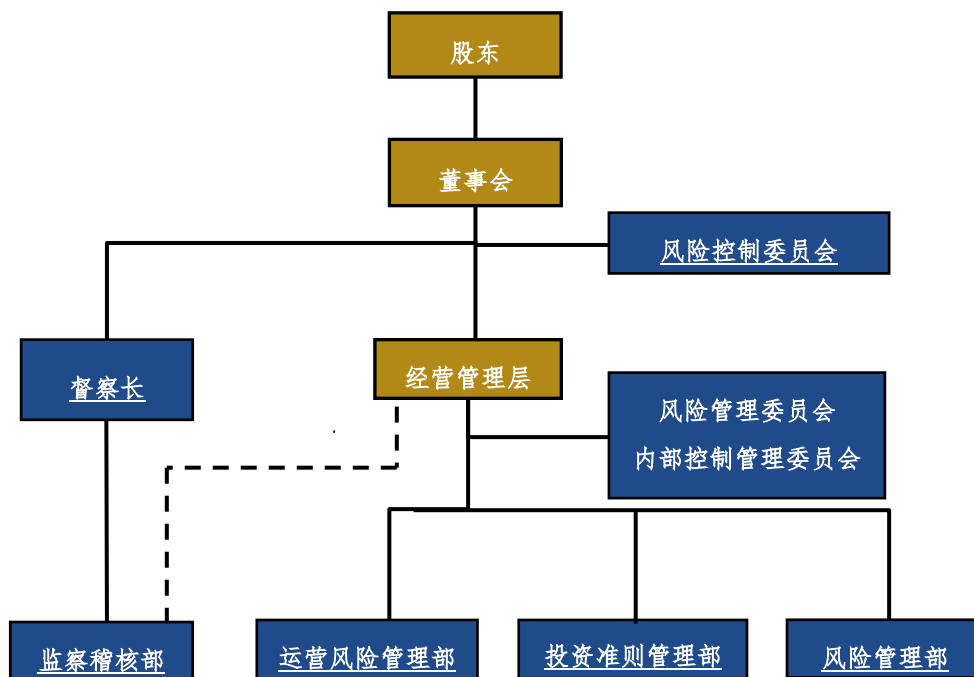 股东
董事会
风险控制委员会
督察长
经营管理层
风险管理委员会
内部控制管理委员会
监察稽核部
运营风险管理部
投资准则管理部
风险管理部